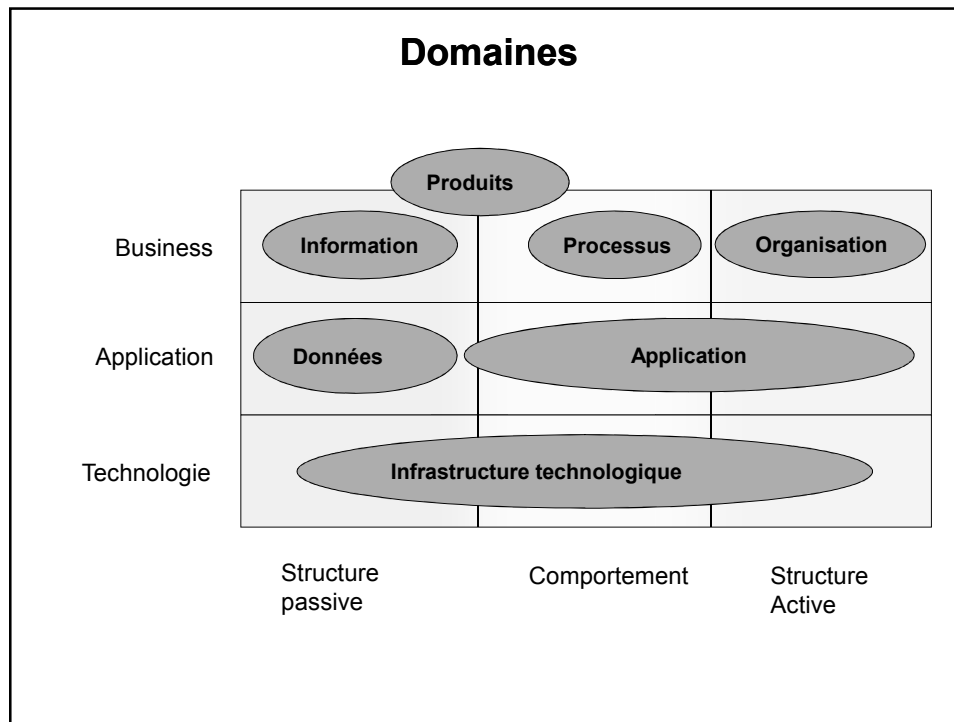 Domaines
Produits
Business
Information
Processus
Organisation
Application
Données
Application
Technologie
Infrastructure technologique
Structure
passive
Comportement
Structure
Active